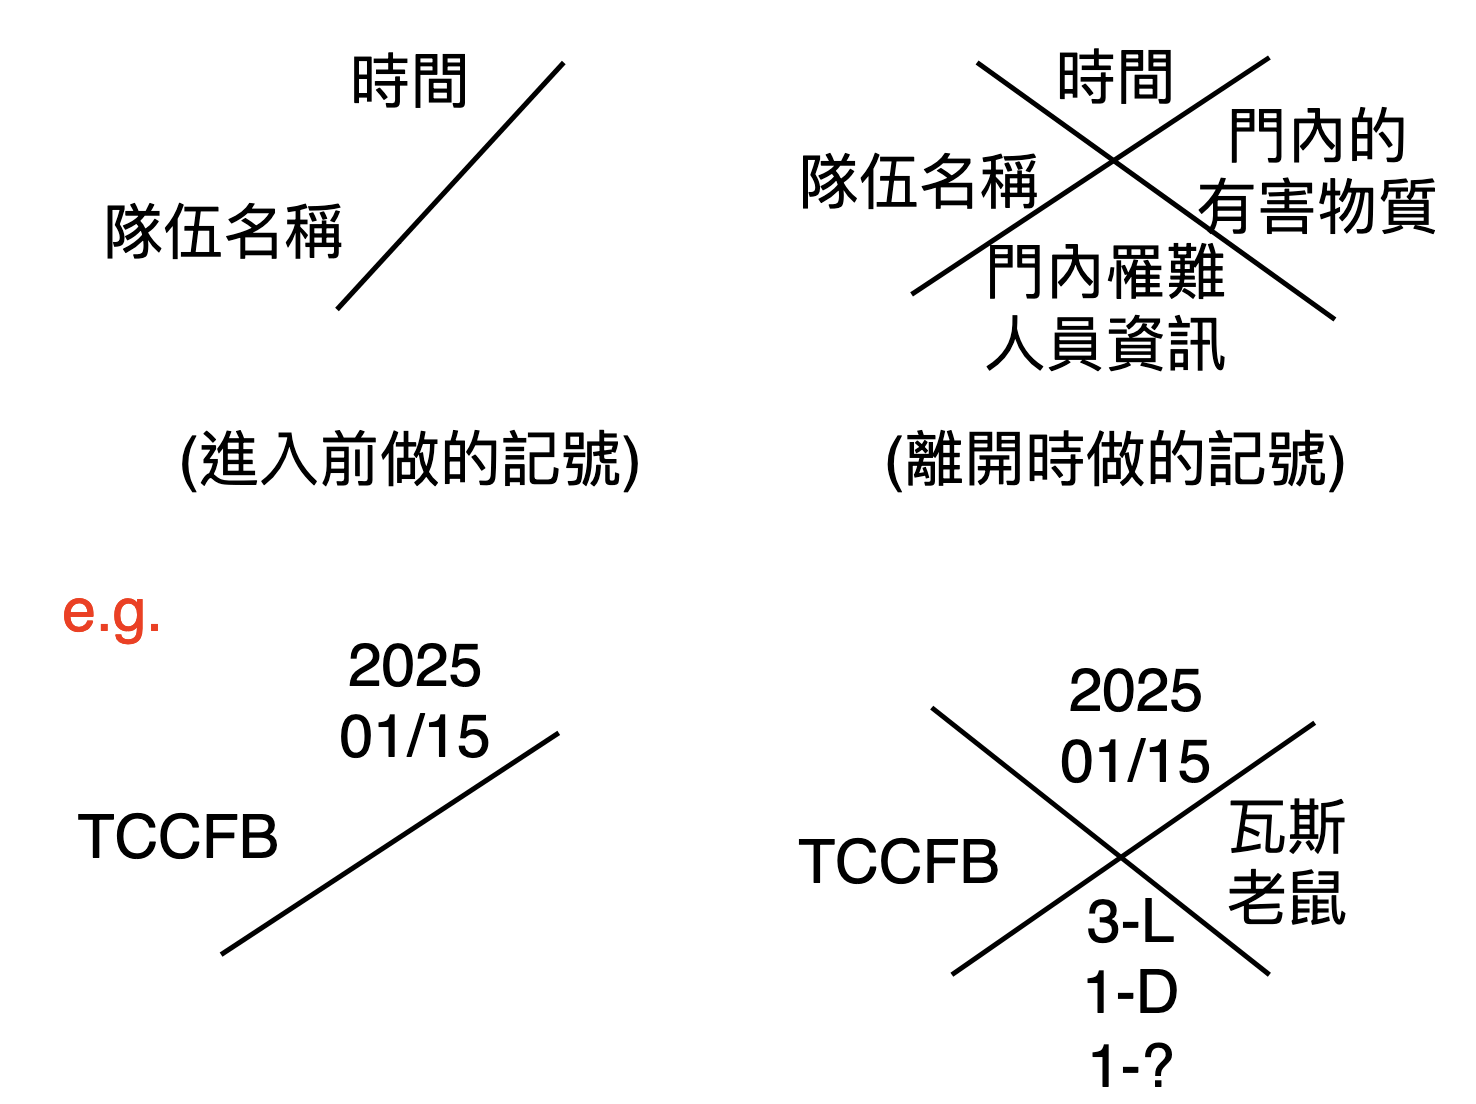 時間
隊伍名稱
(進入前做的記號)
時間
隊伍名稱
門內的
有害物質
門內罹難
人員資訊
(離開時做的記號)
e.g.
2025
01/15
TCCFB
2025
01/15
TCCFB
瓦斯
老鼠
3-L
1-D
1-?